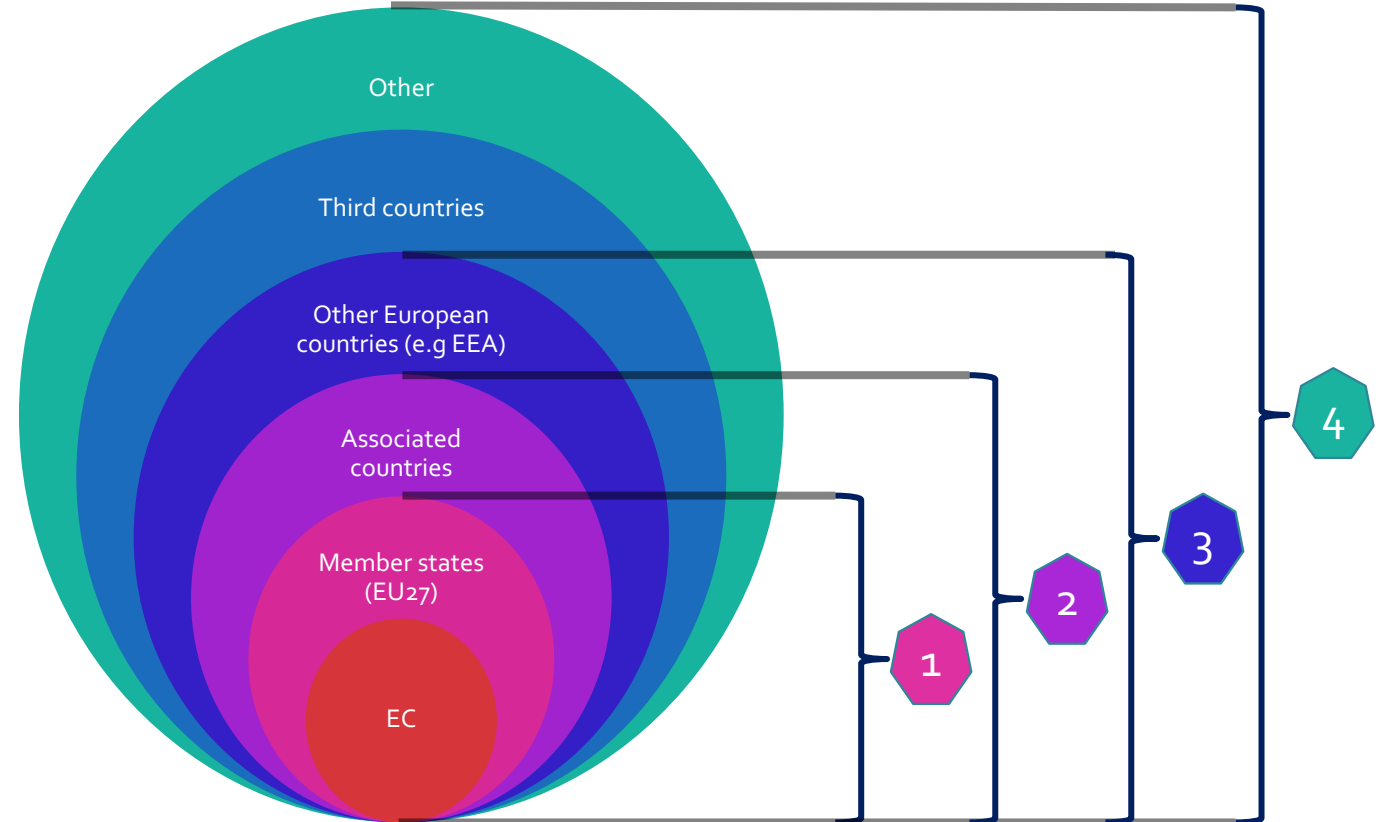 Other
Third countries
Other European
countries (e.g EEA)
Associated
countries
Member states
(EU27)
EC
4
3
2
1